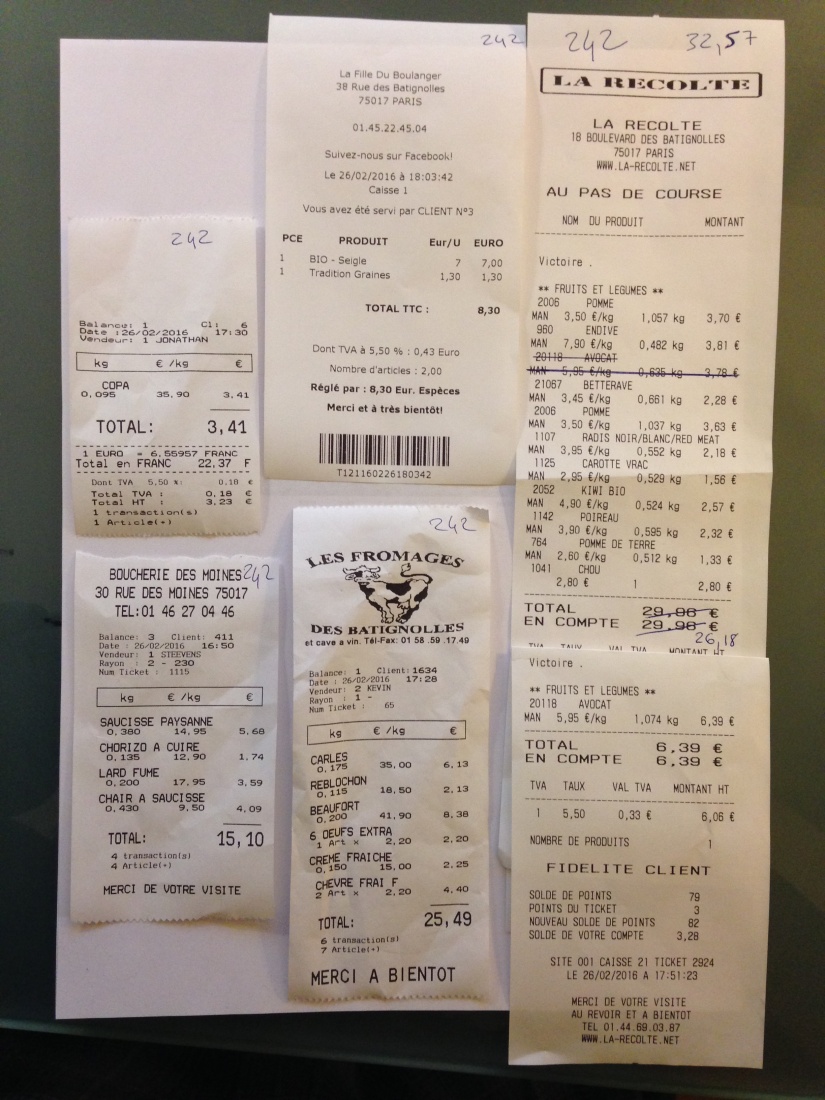 242
Balance: 1 Cl: 6
Date :26/02/2016 17:30
Vendeur: 1 JONATHAN
kg € /kg €
COPA
0,095 35,90 3,41
TOTAL: 3,41
1 EURO = 6.55957 FRANC
Total en FRANC 22,37 F
Dont TVA 5,50 %: 0.18 €
Total TVA : 0.18 €
Total HT : 3.23 €
1 transaction(s)
1 Article(+)
BOUCHERIE DES MOINES 242
30 RUE DES MOINES 75017
TEL:01 46 27 04 46
Balance: 3 Client: 411
Date : 26/02/2016 16:50
Vendeur: 1 STEEVENS
Rayon : 2 - 230
Num Ticket : 1115
kg € /kg €
SAUCISSE PAYSANNE
0,380 14,95 5,68
CHORIZO A CUIRE
0,135 12,90 1,74
LARD FUME
0,200 17,95 3,59
CHAIR A SAUCISSE
0,430 9,50 4,09
TOTAL: 15,10
4 transaction(s)
4 Article(+)
MERCI DE VOTRE VISITE
242
La Fille Du Boulanger
38 Rue des Batignolles
75017 PARIS
01.45.22.45.04
Suivez-nous sur Facebook!
Le 26/02/2016 à 18:03:42
Caisse 1
Vous avez été servi par CLIENT N°3
PCE PRODUIT Eur/U EURO
1 BIO - Seigle 7 7,00
1 Tradition Graines 1,30 1,30
TOTAL TTC : 8,30
Dont TVA à 5,50 % : 0,43 Euro
Nombre d'articles : 2,00
Réglé par : 8,30 Eur. Espèces
Merci et à très bientôt!
T121160226180342
242
LES FROMAGES
DES BATIGNOLLES
et cave a vin. Tél-Fax: 01 58 .59 .17.49
Balance: 1 Client:1634
Date : 26/02/2016 17:28
Vendeur: 2 KEVIN
Rayon : 1 -
Num Ticket : 65
kg € /kg €
CARLES
0,175 35,00 6,13
REBLOCHON
0,115 18,50 2,13
BEAUFORT
0,200 41,90 8,38
6 OEUFS EXTRA
1 Art x 2,20 2,20
CREME FRAICHE
0,150 15,00 2.25
CHEVRE FRAI F
2 Art x 2,20 4,40
TOTAL: 25,49
6 transaction(s)
7 Article(+)
MERCI A BIENTOT
242 32,57
LA RECOLTE
LA RECOLTE
18 BOULEVARD DES BATIGNOLLES
75017 PARIS
WWW.LA-RECOLTE.NET
AU PAS DE COURSE
NOM DU PRODUIT MONTANT
Victoire .
** FRUITS ET LEGUMES **
2006 POMME
MAN 3,50 €/kg 1,057 kg 3,70 €
960 ENDIVE
MAN 7,90 €/kg 0,482 kg 3,81 €
20118 AVOCAT
MAN 5,95 €/kg 0,635 kg 3,78 €
21067 BETTERAVE
MAN 3,45 €/kg 0,661 kg 2,28 €
2006 POMME
MAN 3,50 €/kg 1,037 kg 3,63 €
1107 RADIS NOIR/BLANC/RED MEAT
MAN 3,95 €/kg 0,552 kg 2,18 €
1125 CAROTTE VRAC
MAN 2,95 €/kg 0,529 kg 1,56 €
2052 KIWI BIO
MAN 4,90 €/kg 0,524 kg 2,57 €
1142 POIREAU
MAN 3,90 €/kg 0,595 kg 2,32 €
764 POMME DE TERRE
MAN 2,60 €/kg 0,512 kg 1,33 €
1041 CHOU
2,80 € 1 2,80 €
TOTAL 29.96 €
EN COMPTE 29.96 €
26,18
TVA TAUX VAL TVA MONTANT HT
Victoire .
** FRUITS ET LEGUMES **
20118 AVOCAT
MAN 5,95 €/kg 1,074 kg 6,39 €
TOTAL 6,39 €
EN COMPTE 6,39 €
TVA TAUX VAL TVA MONTANT HT
1 5,50 0,33 € 6,06 €
NOMBRE DE PRODUITS 1
FIDELITE CLIENT
SOLDE DE POINTS 79
POINTS DU TICKET 3
NOUVEAU SOLDE DE POINTS 82
SOLDE DE VOTRE COMPTE 3,28
SITE 001 CAISSE 21 TICKET 2924
LE 26/02/2016 A 17:51:23
MERCI DE VOTRE VISITE
AU REVOIR ET A BIENTOT
TEL 01.44.69.03.87
WWW.LA-RECOLTE.NET